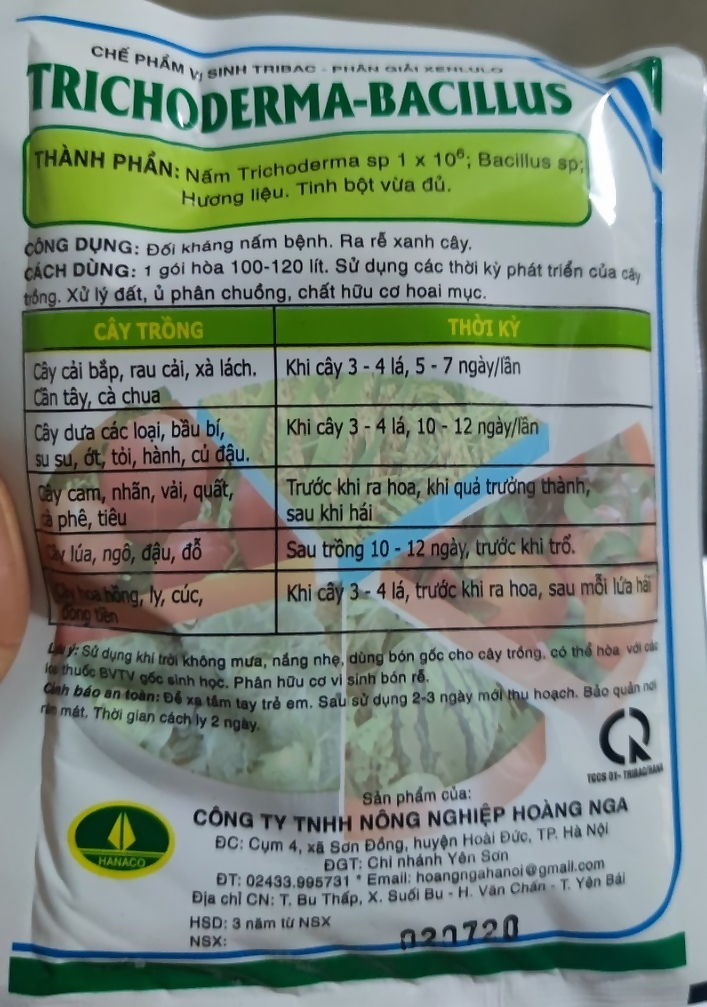 CHẾ PHẨM VI SINH TRIBAC - PHÂN GIẢI XENLULO
TRICHODERMA-BACILLUS
THÀNH PHẦN: Nấm Trichoderma sp 1 x 10⁶; Bacillus sp;
Hương liệu. Tinh bột vừa đủ.
CÔNG DỤNG: Đối kháng nấm bệnh. Ra rễ xanh cây.
CÁCH DÙNG: 1 gói hòa 100-120 lít. Sử dụng các thời kỳ phát triển của cây
trồng. Xử lý đất, ủ phân chuồng, chất hữu cơ hoai mục.
CÂY TRỒNG THỜI KỲ
Cây cải bắp, rau cải, xà lách. Khi cây 3 - 4 lá, 5 - 7 ngày/lần
Cần tây, cà chua
Cây dưa các loại, bầu bí, Khi cây 3 - 4 lá, 10 - 12 ngày/lần
su su, ớt, tỏi, hành, củ đậu.
Cây cam, nhãn, vải, quất, Trước khi ra hoa, khi quả trưởng thành,
cà phê, tiêu sau khi hái
Cây lúa, ngô, đậu, đỗ Sau trồng 10 - 12 ngày, trước khi trổ.
Cây hoa hồng, ly, cúc, Khi cây 3 - 4 lá, trước khi ra hoa, sau mỗi lứa hái
đồng tiền
Lưu ý: Sử dụng khi trời không mưa, nắng nhẹ, dùng bón gốc cho cây trồng, có thể hòa với các
loại thuốc BVTV gốc sinh học. Phân hữu cơ vi sinh bón rễ.
Cảnh báo an toàn: Để xa tầm tay trẻ em. Sau sử dụng 2-3 ngày mới thu hoạch. Bảo quản nơi
râm mát. Thời gian cách ly 2 ngày.
TCCS 01- TRIBAC/HANA
Sản phẩm của:
CÔNG TY TNHH NÔNG NGHIỆP HOÀNG NGA
HANACO
ĐC: Cụm 4, xã Sơn Đồng, huyện Hoài Đức, TP. Hà Nội
ĐGT: Chi nhánh Yên Sơn
ĐT: 02433.995731 * Email: hoangngahanoi@gmail.com
Địa chỉ CN: T. Bu Thấp, X. Suối Bu - H. Văn Chấn - T. Yên Bái
HSD: 3 năm từ NSX
NSX: 020720